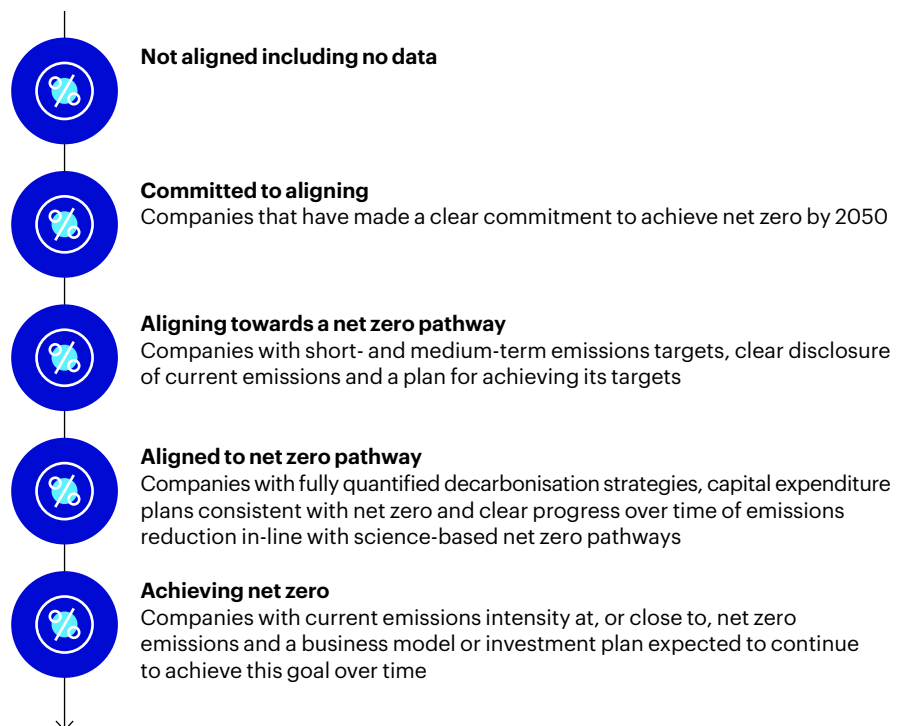 Not aligned including no data
Committed to aligning
Companies that have made a clear commitment to achieve net zero by 2050
Aligning towards a net zero pathway
Companies with short- and medium-term emissions targets, clear disclosure
of current emissions and a plan for achieving its targets
Aligned to net zero pathway
Companies with fully quantified decarbonisation strategies, capital expenditure
plans consistent with net zero and clear progress over time of emissions
reduction in-line with science-based net zero pathways
Achieving net zero
Companies with current emissions intensity at, or close to, net zero
emissions and a business model or investment plan expected to continue
to achieve this goal over time